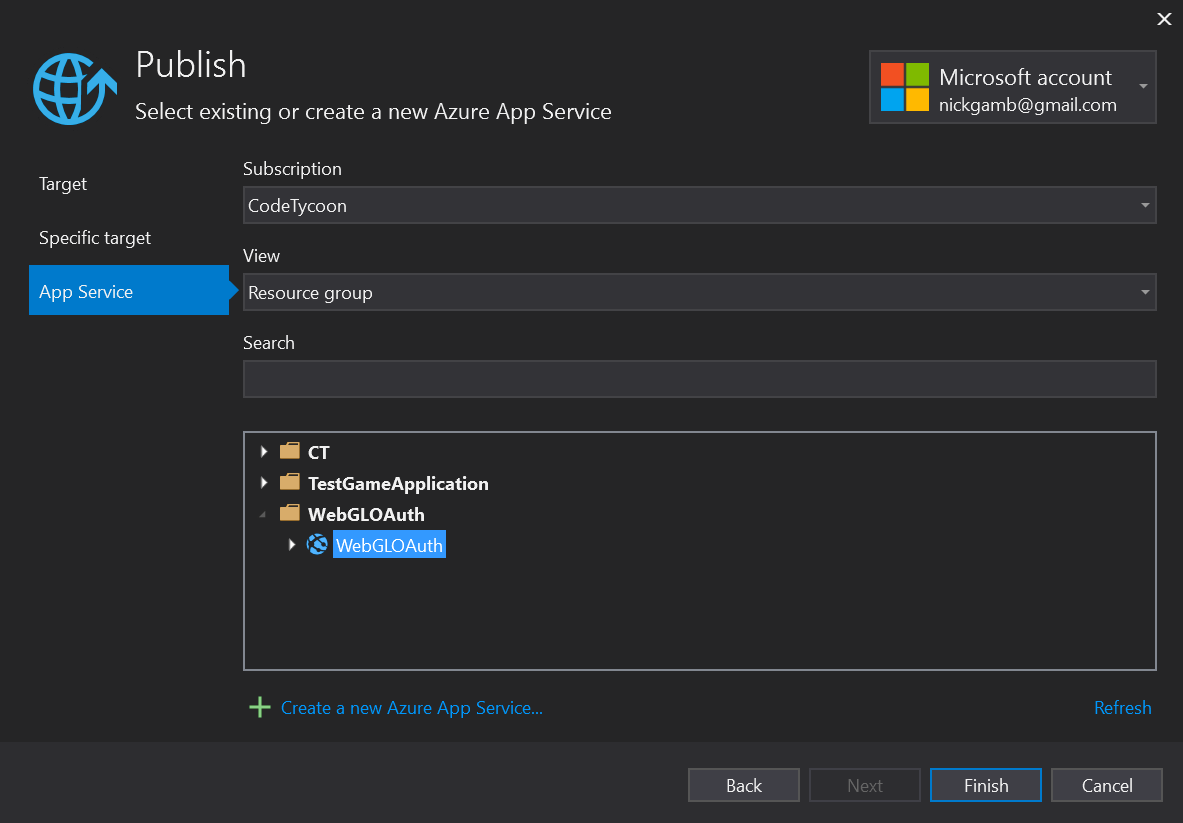 Publish
Select existing or create a new Azure App Service
Microsoft account
nickgamb@gmail.com
Target
Specific target
App Service
Subscription
CodeTycoon
View
Resource group
Search
CT
TestGameApplication
WebGLOAuth
WebGLOAuth
Create a new Azure App Service...
Refresh
Back
Next
Finish
Cancel